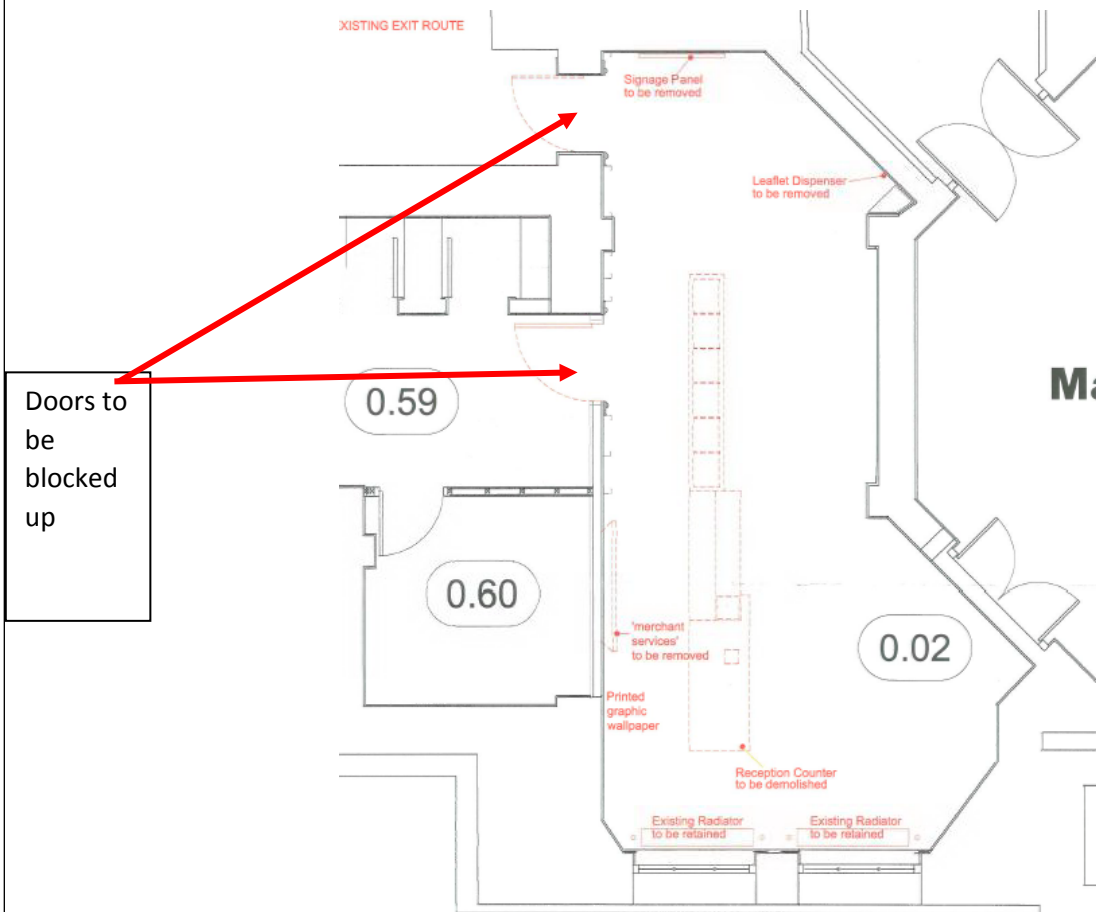 XISTING EXIT ROUTE
Signage Panel
to be removed
Leaflet Dispenser
to be removed
Doors to
be
blocked
up
0.59
Ma
0.60
'merchant
services'
to be removed
0.02
Printed
graphic
wallpaper
Reception Counter
to be demolished
Existing Radiator
to be retained
Existing Radiator
to be retained